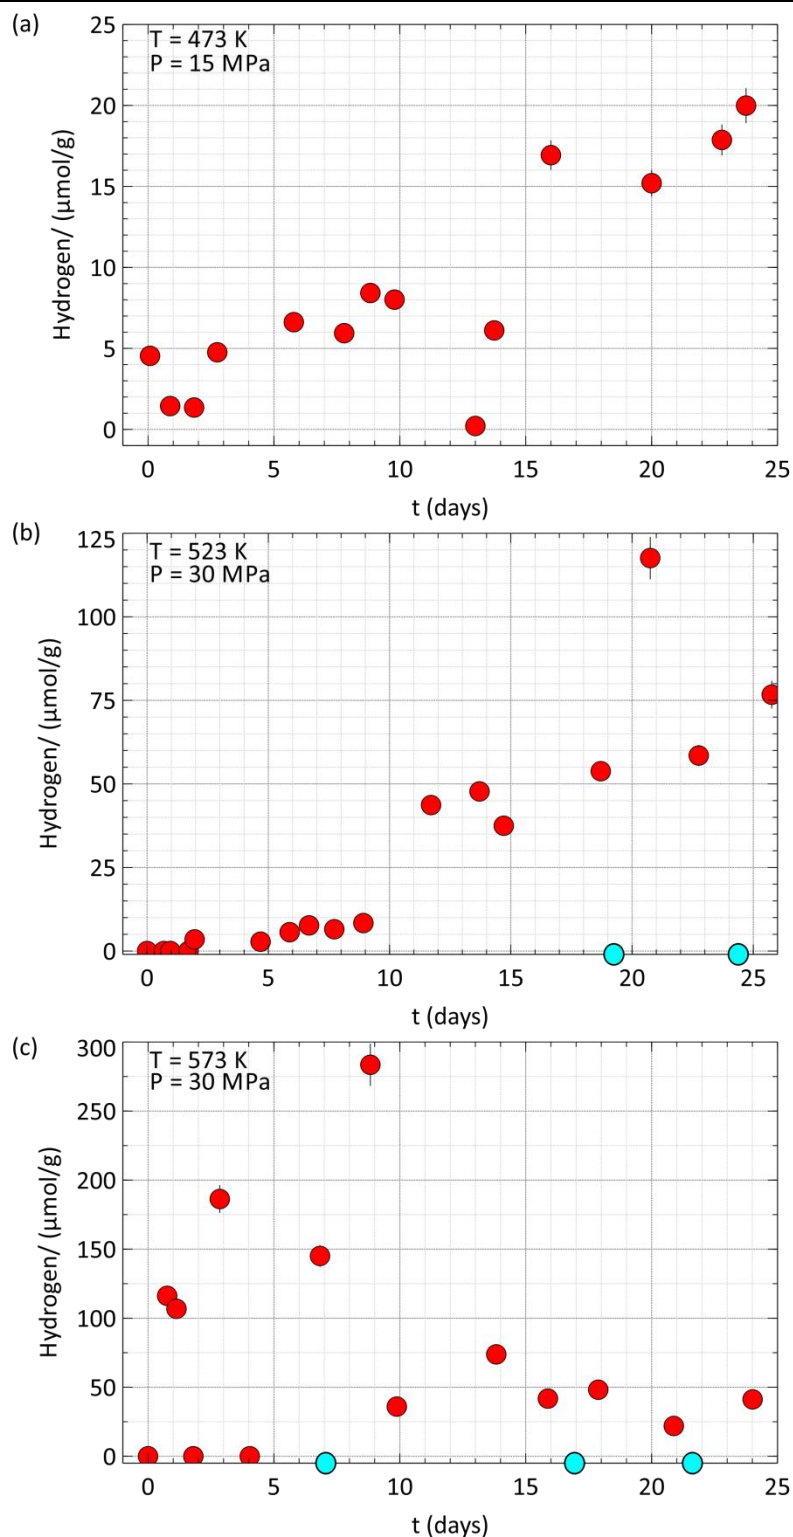 (a)
T = 473 K
P = 15 MPa
25
20
15
10
5
0
Hydrogen/ (μmol/g)
0 5 10 15 20 25
t (days)
(b)
T = 523 K
P = 30 MPa
125
100
75
50
25
0
Hydrogen/ (μmol/g)
0 5 10 15 20 25
t (days)
(c)
T = 573 K
P = 30 MPa
300
250
200
150
100
50
0
Hydrogen/ (μmol/g)
0 5 10 15 20 25
t (days)